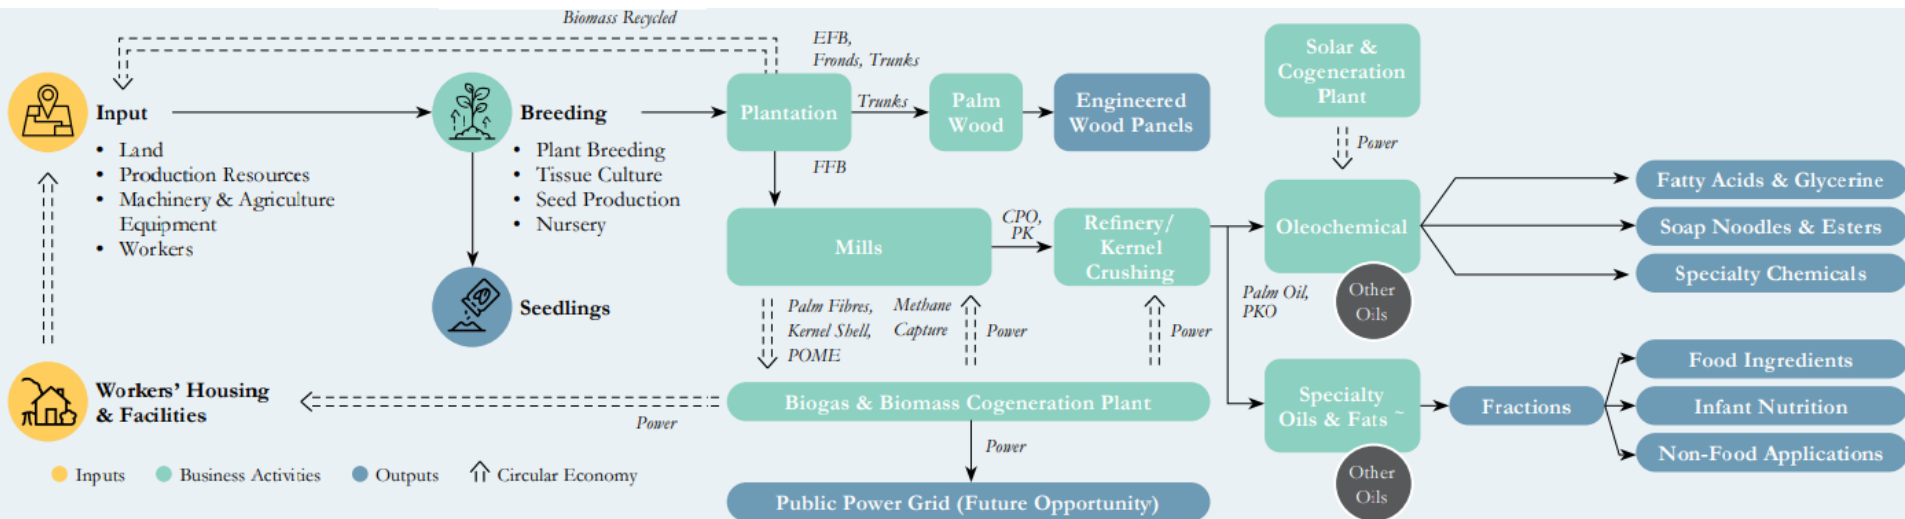 Biomass Recycled
EFB,
Fronds, Trunks
Input
• Land
• Production Resources
• Machinery & Agriculture
Equipment
• Workers
Breeding
• Plant Breeding
• Tissue Culture
• Seed Production
• Nursery
Seedlings
Plantation
Trunks
Palm
Wood
Engineered
Wood Panels
FFB
Mills
CPO,
PK
Refinery/
Kernel
Crushing
Solar &
Cogeneration
Plant
Power
Oleochemical
Other
Oils
Fatty Acids & Glycerine
Soap Noodles & Esters
Specialty Chemicals
Palm Oil,
PKO
Palm Fibres,
Kernel Shell,
POME
Methane
Capture
Power
Power
Workers' Housing
& Facilities
Power
Biogas & Biomass Cogeneration Plant
Power
Public Power Grid (Future Opportunity)
Specialty
Oils & Fats ~
Other
Oils
Fractions
Food Ingredients
Infant Nutrition
Non-Food Applications
Inputs
Business Activities
Outputs
Circular Economy